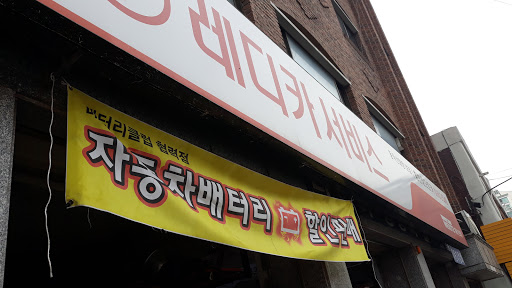 레디카서비스
배터리클럽 협력점
자동차배터리 할인판매